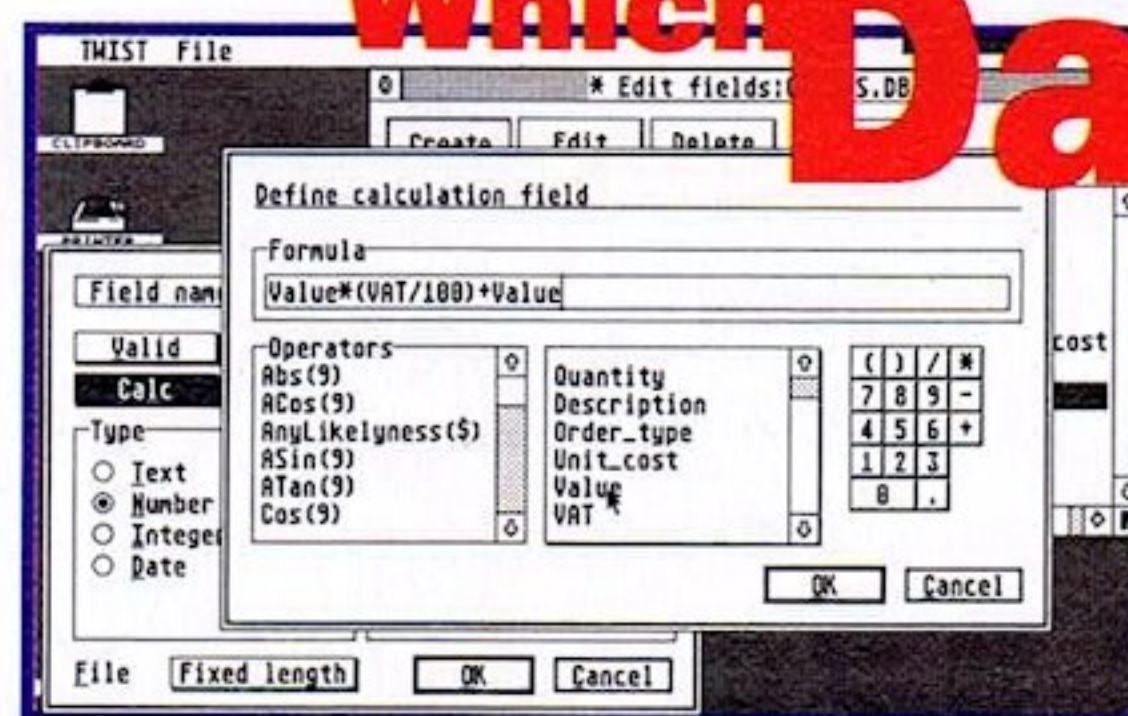 Which Da
TWIST File
* Edit fields: S.DB
CLIPBOARD
Create Edit Delete
PRINTER
Define calculation field
Formula
Value*(VAT/100)+Value
Field nam
Valid
Calc
cost
Operators
Abs(9)
ACos(9)
AnyLikelyness($)
ASin(9)
ATan(9)
Cos(9)
Quantity
Description
Order_type
Unit_cost
Value
VAT
( ) / *
7 8 9 -
4 5 6 +
1 2 3
0 .
Type
Text
Number
Integer
Date
OK Cancel
File Fixed length OK Cancel